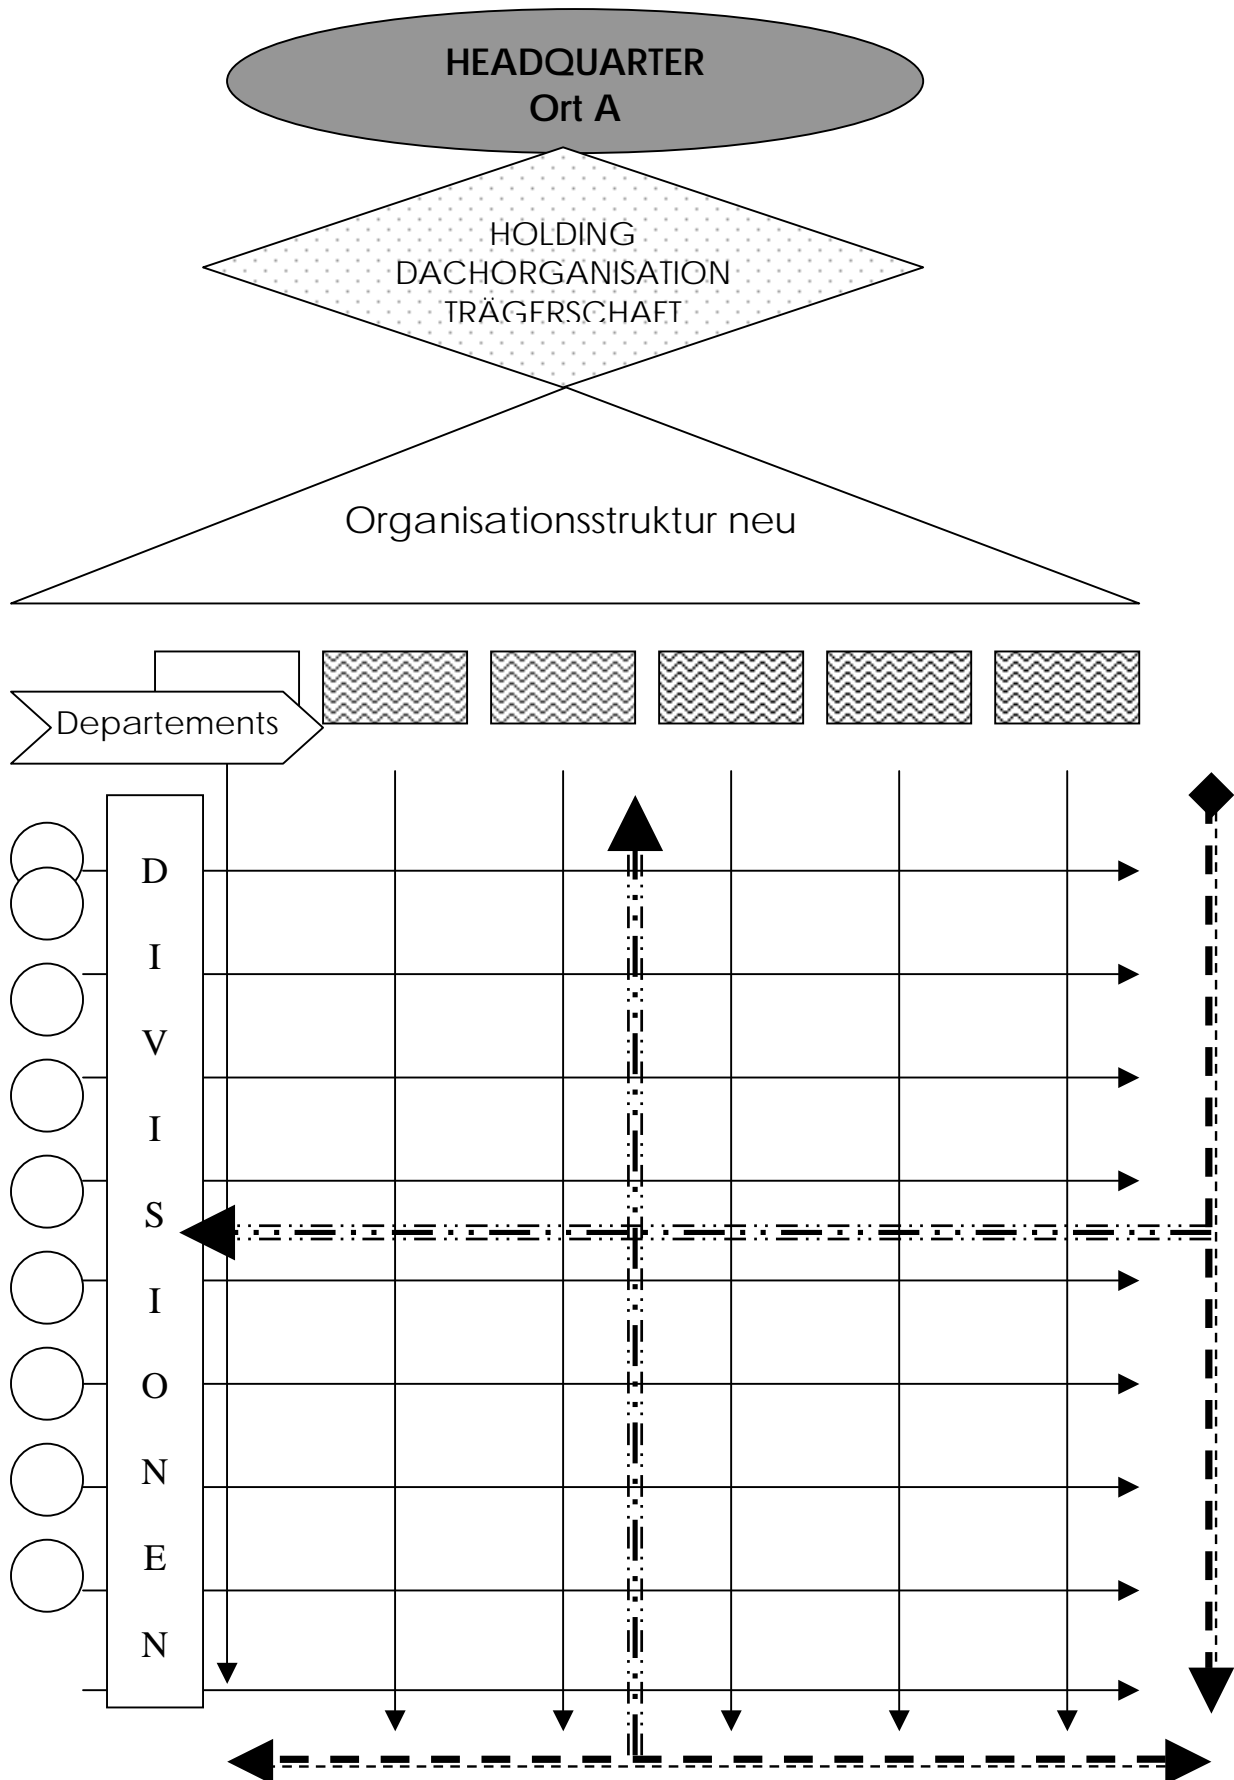 HEADQUARTER
Ort A
HOLDING
DACHORGANISATION
TRÄGERSCHAFT
Organisationsstruktur neu
Departements
D
I
V
I
S
I
O
N
E
N